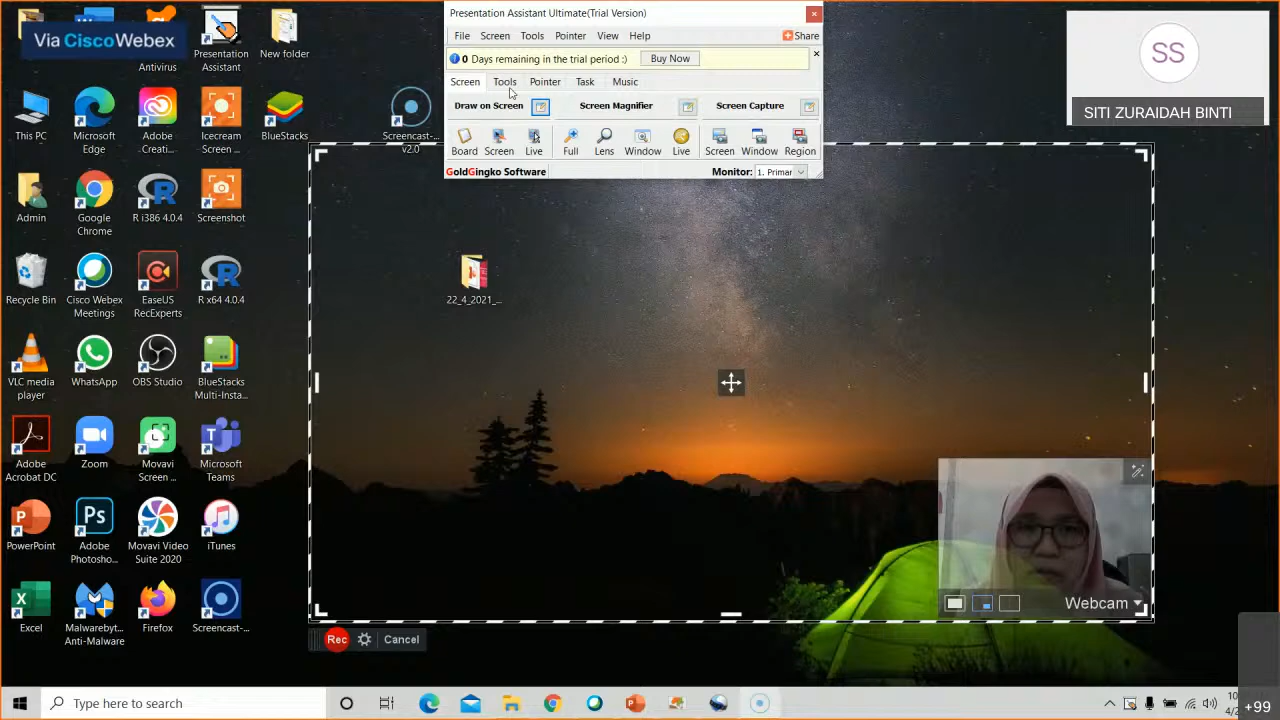 Via CiscoWebex
Antivirus
Presentation
Assistant
New folder
This PC
Microsoft
Edge
Adobe
Creati...
Icecream
Screen ...
BlueStacks
Screencast-...
v2.0
Admin
Google
Chrome
R i386 4.0.4
Screenshot
Recycle Bin
Cisco Webex
Meetings
EaseUS
RecExperts
R x64 4.0.4
VLC media
player
WhatsApp
OBS Studio
BlueStacks
Multi-Insta...
Adobe
Acrobat DC
Zoom
Movavi
Screen ...
Microsoft
Teams
PowerPoint
Ps
Adobe
Photosho...
Movavi Video
Suite 2020
iTunes
Excel
Malwarebyt...
Anti-Malware
Firefox
Screencast-...
Presentation Assistant Ultimate(Trial Version)
File Screen Tools Pointer View Help Share
0 Days remaining in the trial period :) Buy Now
Screen Tools Pointer Task Music
Draw on Screen Screen Magnifier Screen Capture
Board Screen Live Full Lens Window Live Screen Window Region
GoldGingko Software Monitor: 1. Primar
SS
SITI ZURAIDAH BINTI
22_4_2021_...
Webcam
Rec Cancel
Type here to search
+99